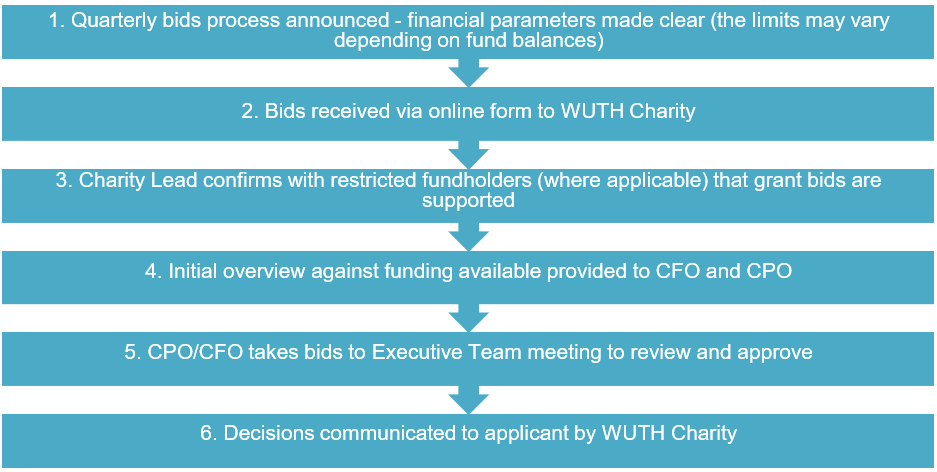 1. Quarterly bids process announced - financial parameters made clear (the limits may vary
depending on fund balances)
2. Bids received via online form to WUTH Charity
3. Charity Lead confirms with restricted fundholders (where applicable) that grant bids are
supported
4. Initial overview against funding available provided to CFO and CPO
5. CPO/CFO takes bids to Executive Team meeting to review and approve
6. Decisions communicated to applicant by WUTH Charity